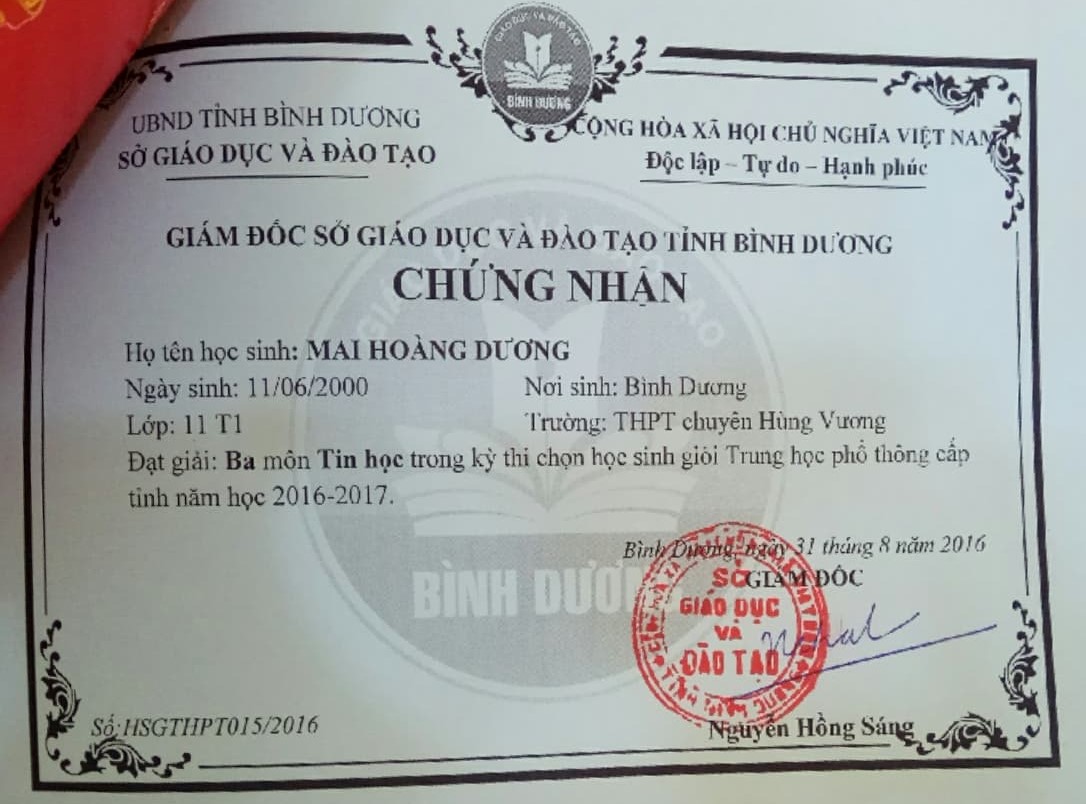 GIÁO DỤC VÀ ĐÀO TẠO
BÌNH DƯƠNG
UBND TỈNH BÌNH DƯƠNG
SỞ GIÁO DỤC VÀ ĐÀO TẠO
CỘNG HÒA XÃ HỘI CHỦ NGHĨA VIỆT NAM
Độc lập – Tự do – Hạnh phúc
GIÁM ĐỐC SỞ GIÁO DỤC VÀ ĐÀO TẠO TỈNH BÌNH DƯƠNG
CHỨNG NHẬN
Họ tên học sinh: MAI HOÀNG DƯƠNG
Ngày sinh: 11/06/2000 Nơi sinh: Bình Dương
Lớp: 11 T1 Trường: THPT chuyên Hùng Vương
Đạt giải: Ba môn Tin học trong kỳ thi chọn học sinh giỏi Trung học phổ thông cấp
tỉnh năm học 2016-2017.
Bình Dương, ngày 31 tháng 8 năm 2016
GIÁM ĐỐC
SỞ
GIÁO DỤC
VÀ
ĐÀO TẠO
BÌNH DƯƠNG
Số:HSGTHPT015/2016
Nguyễn Hồng Sáng